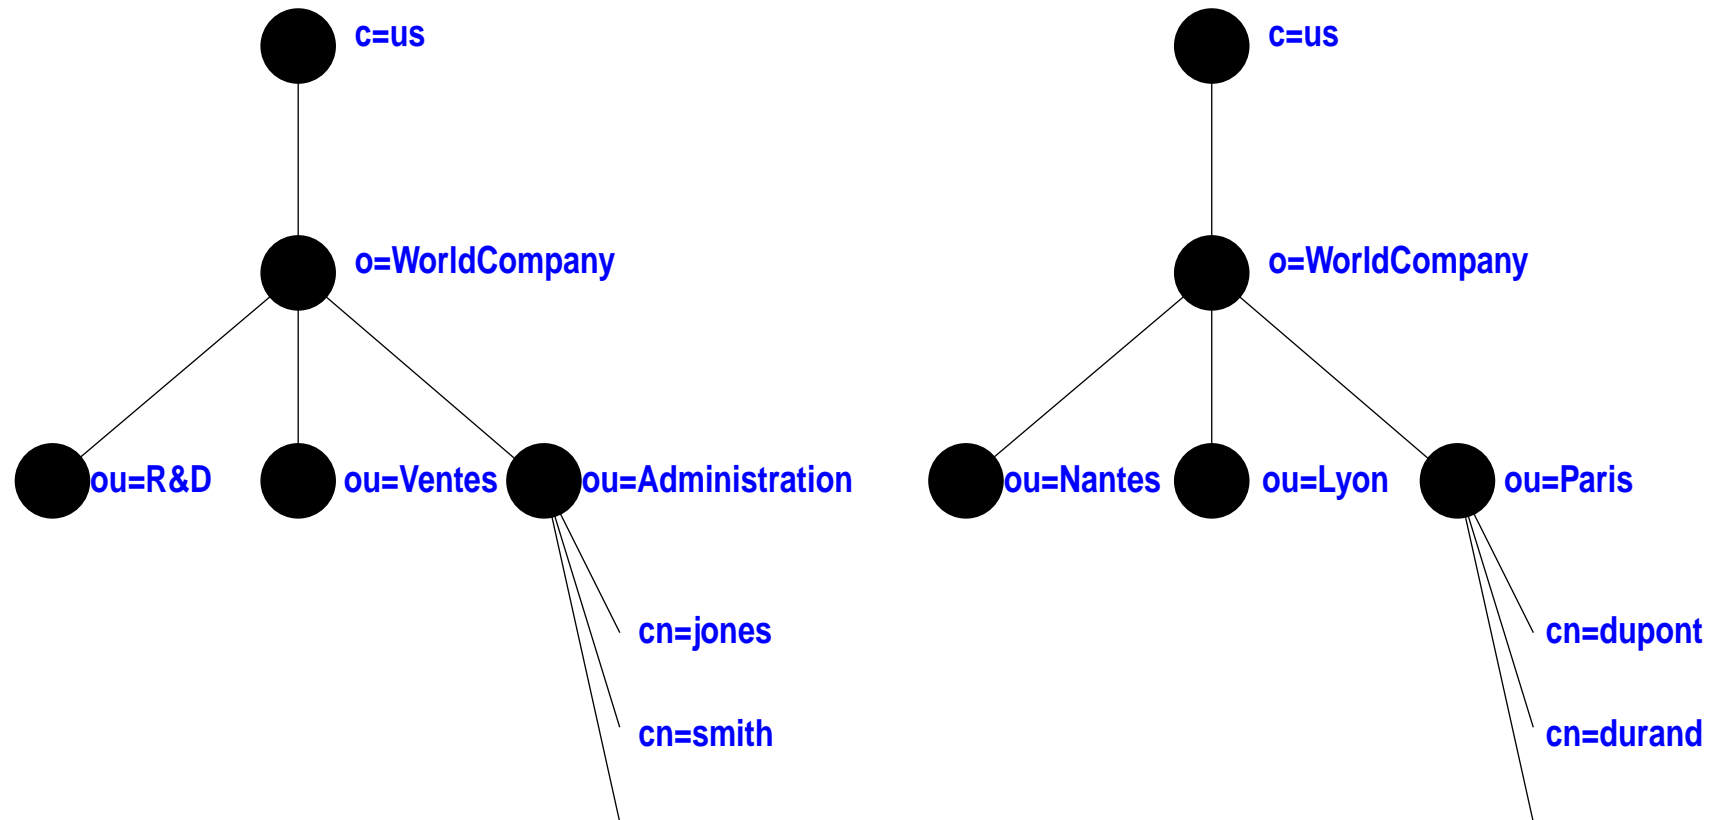 c=us
o=WorldCompany
ou=R&D
ou=Ventes
ou=Administration
cn=jones
cn=smith
c=us
o=WorldCompany
ou=Nantes
ou=Lyon
ou=Paris
cn=dupont
cn=durand